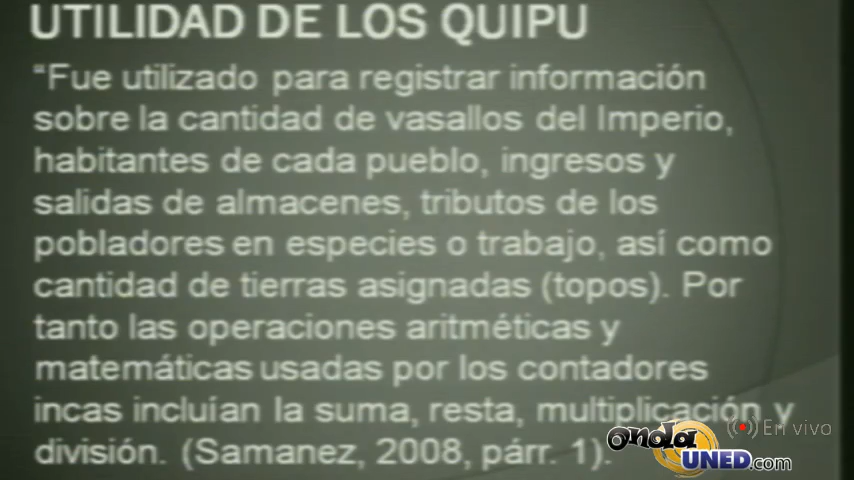 UTILIDAD DE LOS QUIPU
"Fue utilizado para registrar información
sobre la cantidad de vasallos del Imperio,
habitantes de cada pueblo, ingresos y
salidas de almacenes, tributos de los
pobladores en especies o trabajo, así como
cantidad de tierras asignadas (topos). Por
tanto las operaciones aritméticas y
matemáticas usadas por los contadores
incas incluían la suma, resta, multiplicación y
división. (Samanez, 2008, párr. 1).
En vivo
onda
UNED.com